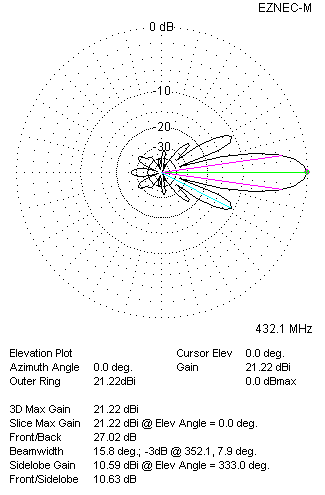 EZNEC-M
0 dB
-10
-20
-30
432.1 MHz
Elevation Plot Cursor Elev 0.0 deg.
Azimuth Angle 0.0 deg. Gain 21.22 dBi
Outer Ring 21.22dBi 0.0 dBmax
3D Max Gain 21.22 dBi
Slice Max Gain 21.22 dBi @ Elev Angle = 0.0 deg.
Front/Back 27.02 dB
Beamwidth 15.8 deg.; -3dB @ 352.1, 7.9 deg.
Sidelobe Gain 10.59 dBi @ Elev Angle = 333.0 deg.
Front/Sidelobe 10.63 dB